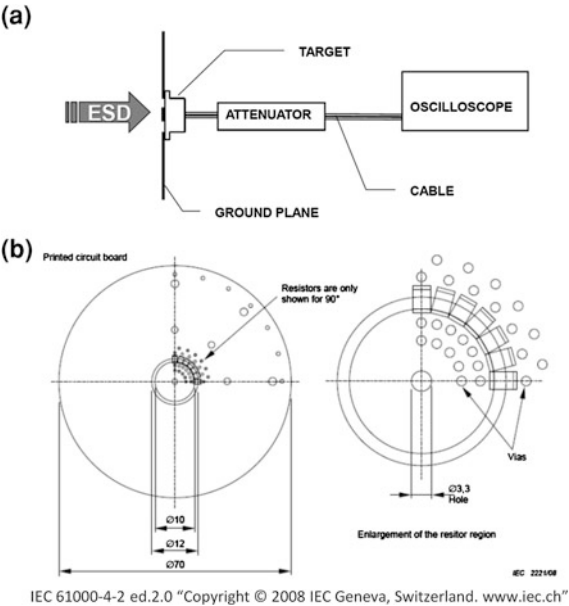 (a)
TARGET
ESD
ATTENUATOR
OSCILLOSCOPE
CABLE
GROUND PLANE
(b)
Printed circuit board
Resistors are only
shown for 90°
Vias
Ø3,3
Hole
Ø10
Ø12
Ø70
Enlargement of the resitor region
IEC 2221/08
IEC 61000-4-2 ed.2.0 “Copyright © 2008 IEC Geneva, Switzerland. www.iec.ch”